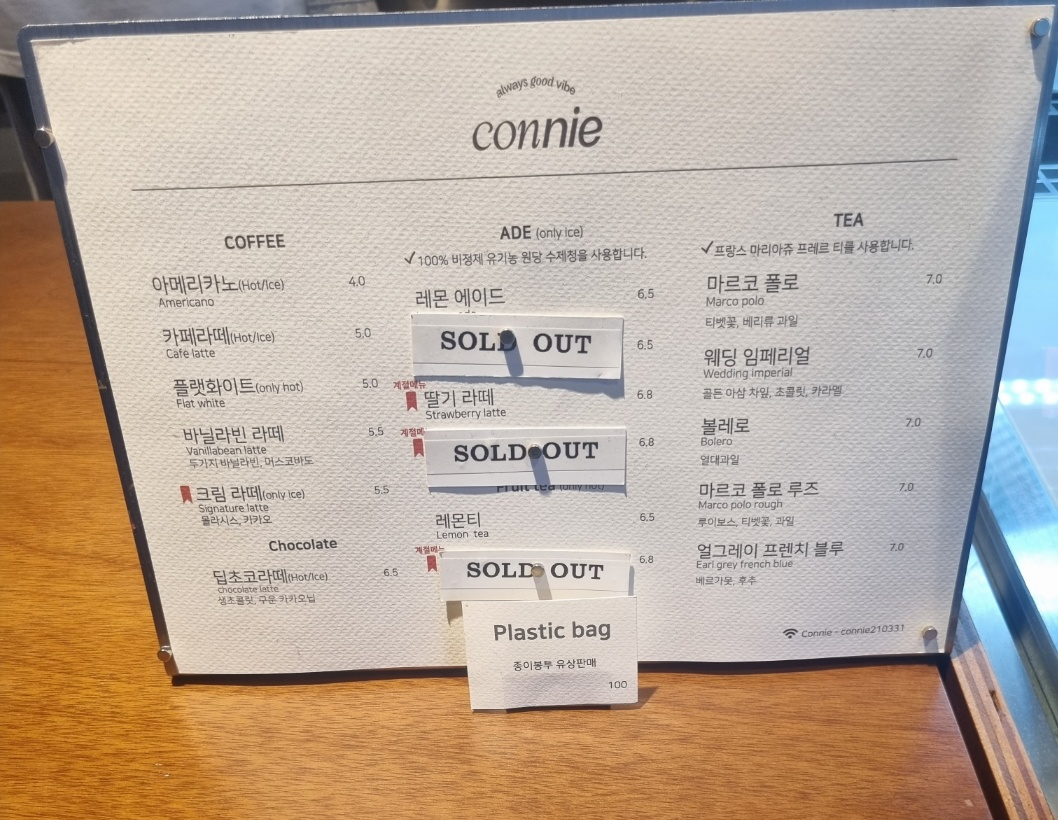 always good vibe
connie
COFFEE
아메리카노(Hot/Ice) 4.0
Americano
카페라떼(Hot/Ice) 5.0
Cafe latte
플랫화이트(only hot) 5.0
Flat white
바닐라빈 라떼 5.5
Vanillabean latte
두가지 바닐라빈, 머스코바도
크림 라떼(only ice) 5.5
Signature latte
몰라시스, 카카오
Chocolate
딥초코라떼(Hot/Ice) 6.5
chocolate latte
생초콜릿, 구운 카카오닙
ADE (only ice)
✓100% 비정제 유기농 원당 수제청을 사용합니다.
레몬 에이드 6.5
SOLD OUT 6.5
계절메뉴
딸기 라떼 6.8
Strawberry latte
계절메
SOLD OUT 6.8
Fruit tea (only hot)
레몬티 6.5
Lemon tea
계절메뉴
SOLD OUT 6.8
Plastic bag
종이봉투 유상판매
100
TEA
✓프랑스 마리아쥬 프레르 티를 사용합니다.
마르코 폴로 7.0
Marco polo
티벳꽃, 베리류 과일
웨딩 임페리얼 7.0
Wedding imperial
골든 아삼 차잎, 초콜릿, 카라멜
볼레로 7.0
Bolero
열대과일
마르코 폴로 루즈 7.0
Marco polo rough
루이보스, 티벳꽃, 과일
얼그레이 프렌치 블루 7.0
Earl grey french blue
베르가못, 후추
Connie - connie210331